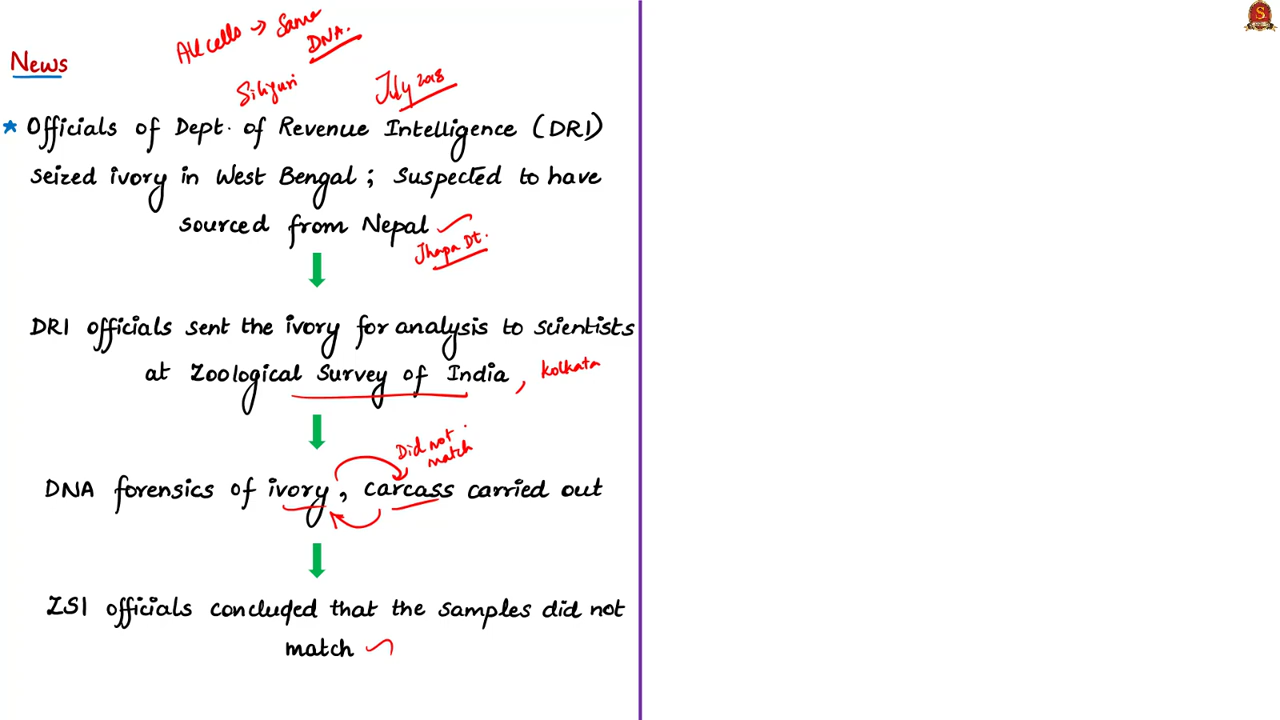 All cells → Same
DNA.
News
Siliguri
July 2018
* Officials of Dept. of Revenue Intelligence (DRI)
seized ivory in West Bengal; suspected to have
sourced from Nepal
Jhapa Dt.
DRI officials sent the ivory for analysis to scientists
at Zoological Survey of India, Kolkata
Did not
match
DNA forensics of ivory, carcass carried out
ZSI officials concluded that the samples did not
match